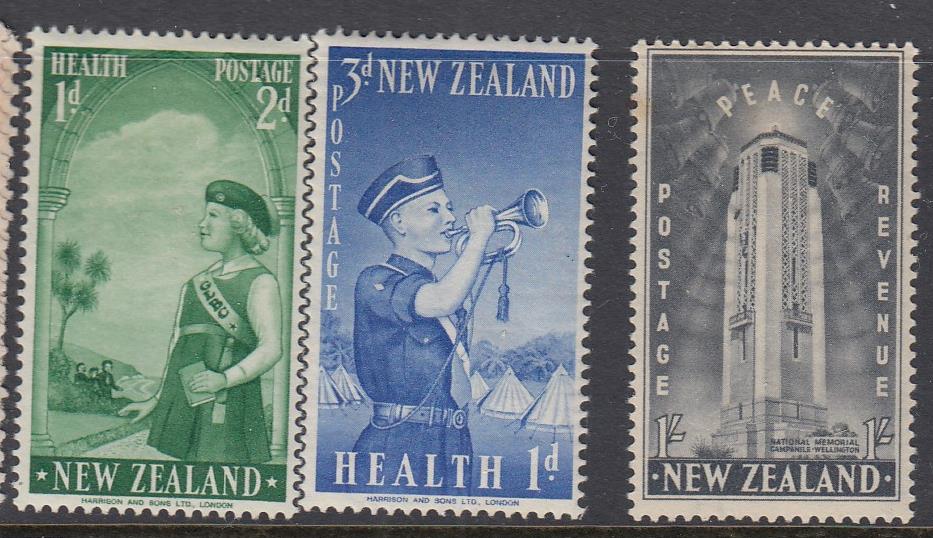 HEALTH POSTAGE
1d 2d
★ NEW ZEALAND ★
HARRISON AND SONS LTD, LONDON
3d NEW ZEALAND
POSTAGE
HEALTH 1d
HARRISON AND SONS LTD, LONDON
PEACE
POSTAGE
REVENUE
1/- 1/-
NATIONAL MEMORIAL
CAMPANILE·WELLINGTON
·NEW ZEALAND·